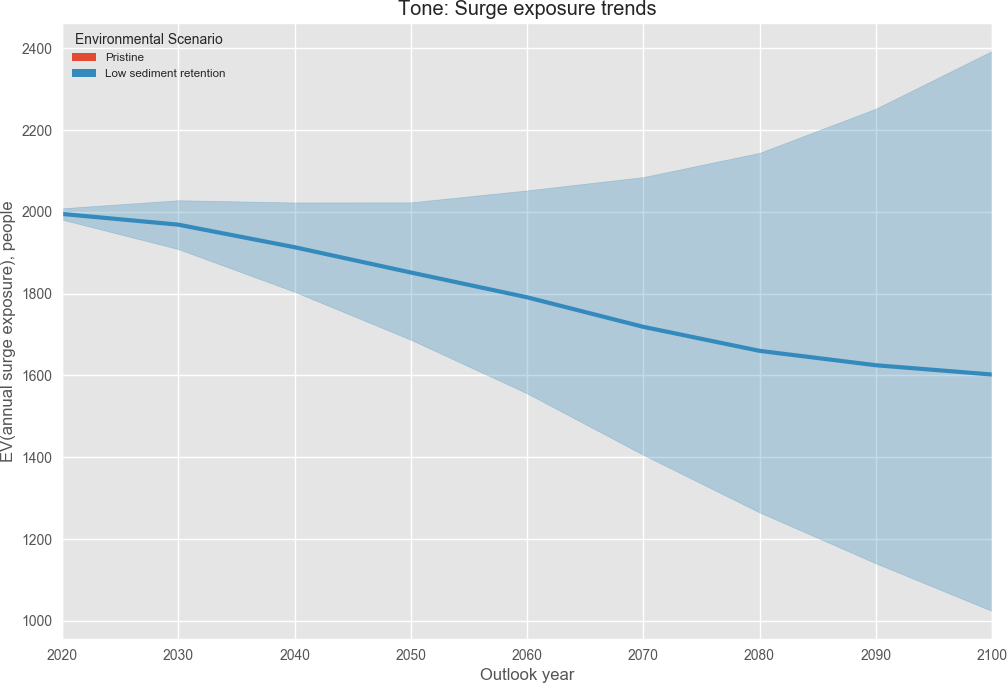 Tone: Surge exposure trends
Environmental Scenario
Pristine
Low sediment retention
EV(annual surge exposure), people
2400
2200
2000
1800
1600
1400
1200
1000
2020 2030 2040 2050 2060 2070 2080 2090 2100
Outlook year